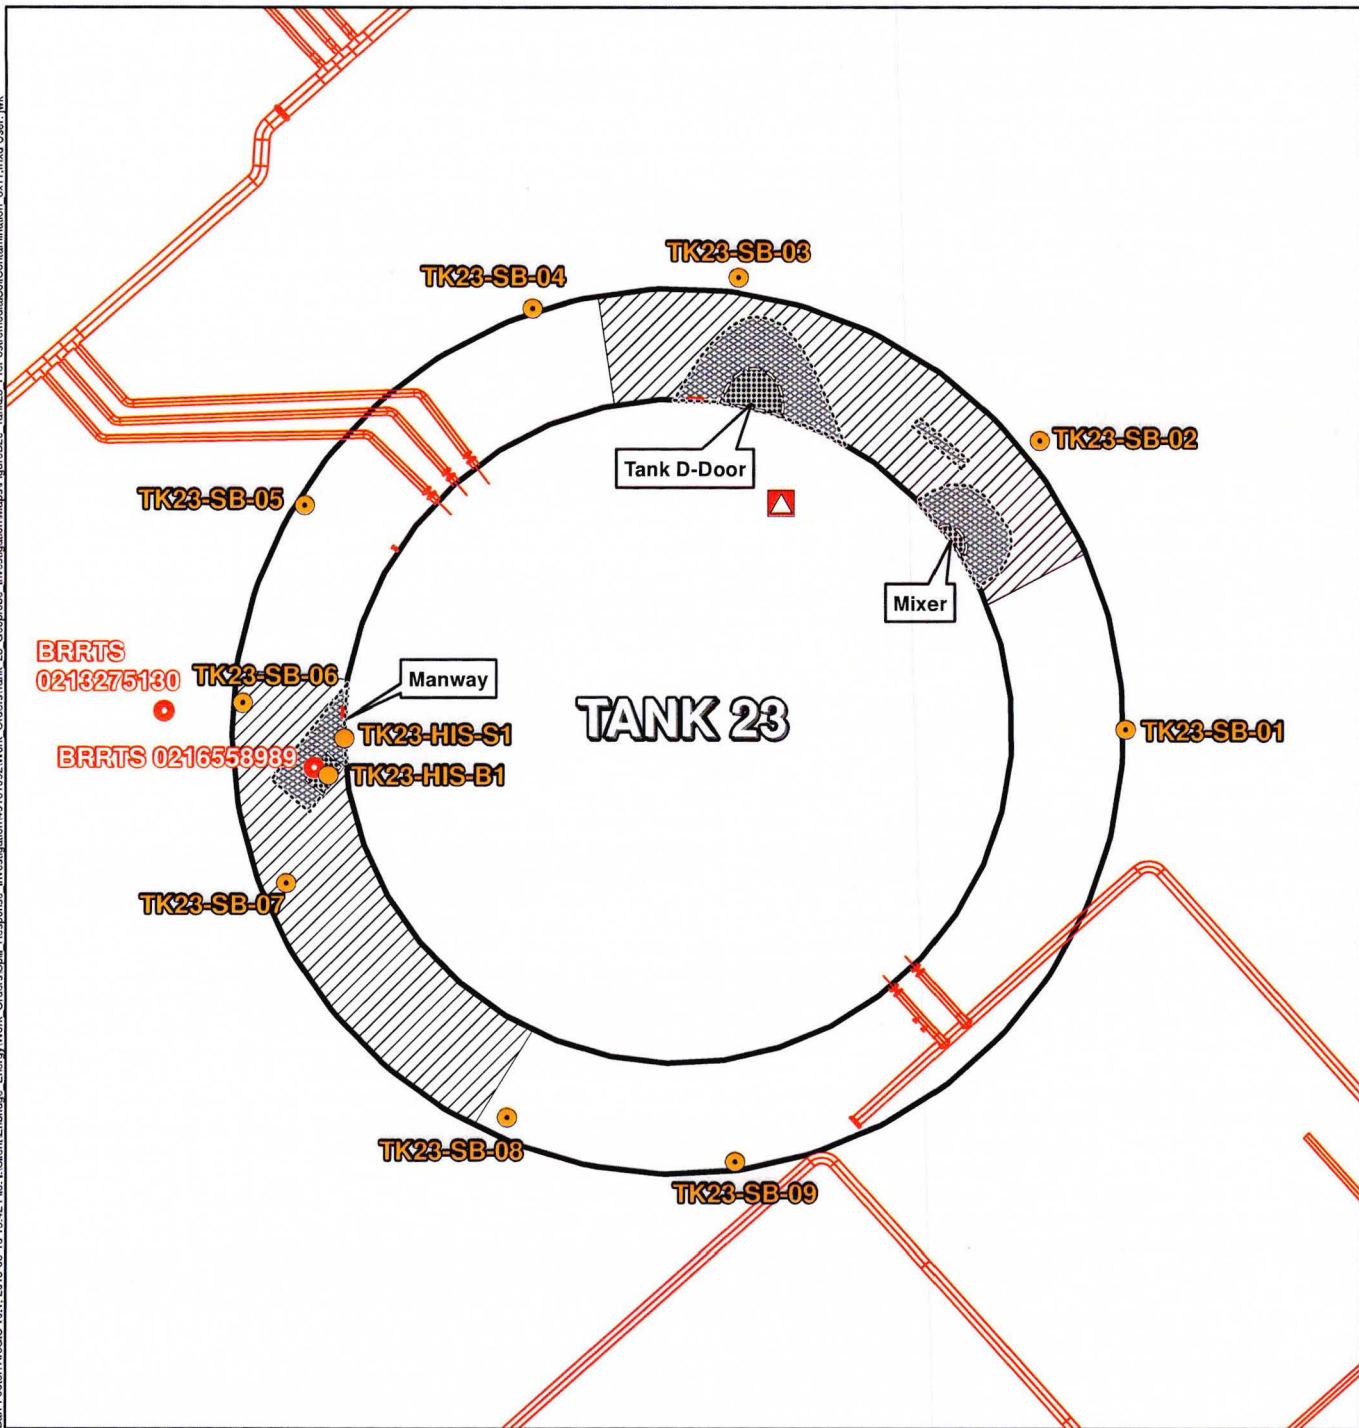 TK23-SB-03
TK23-SB-04
Tank D-Door
TK23-SB-02
TK23-SB-05
Mixer
BRRTS
0213275130
TK23-SB-06
Manway
TANK 23
TK23-HIS-S1
TK23-SB-01
BRRTS 0216558989
TK23-HIS-B1
TK23-SB-07
TK23-SB-08
TK23-SB-09